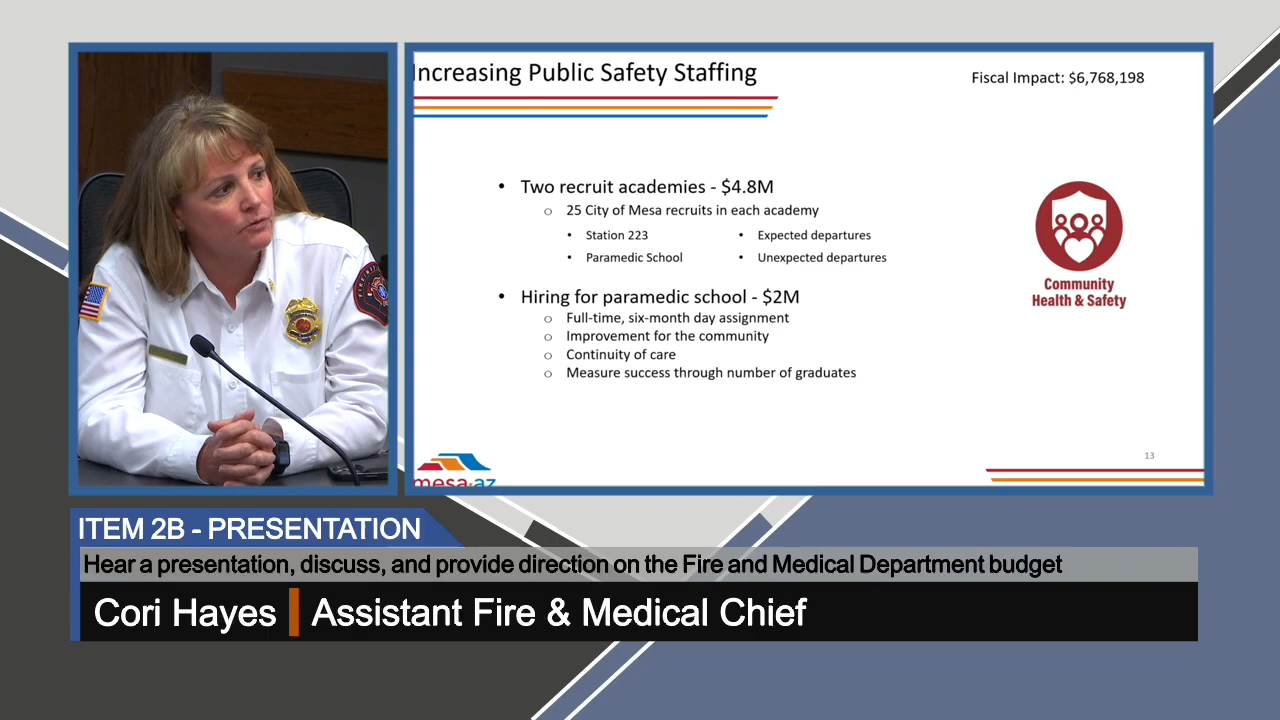 Increasing Public Safety Staffing
Fiscal Impact: $6,768,198
• Two recruit academies - $4.8M
o 25 City of Mesa recruits in each academy
• Station 223
• Expected departures
• Paramedic School
• Unexpected departures
• Hiring for paramedic school - $2M
o Full-time, six-month day assignment
o Improvement for the community
o Continuity of care
o Measure success through number of graduates
Community
Health & Safety
13
mesa·az
ITEM 2B - PRESENTATION
Hear a presentation, discuss, and provide direction on the Fire and Medical Department budget
Cori Hayes
Assistant Fire & Medical Chief